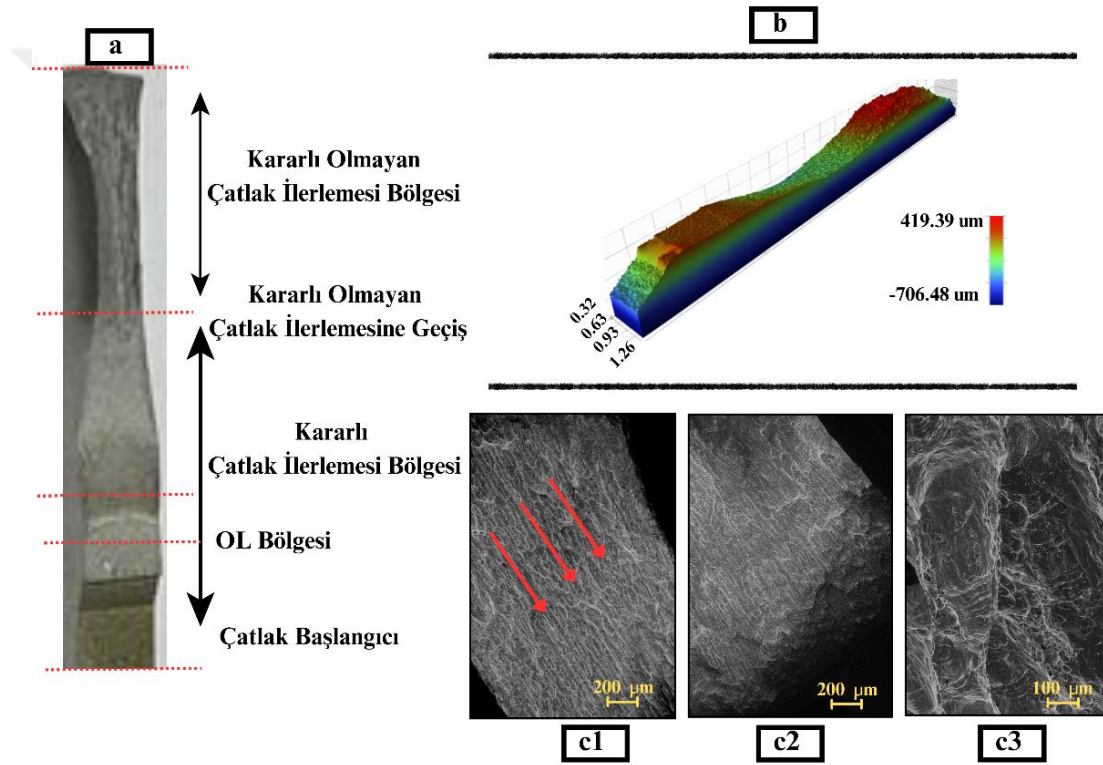 a
Kararlı Olmayan
Çatlak İlerlemesi Bölgesi
Kararlı Olmayan
Çatlak İlerlemesine Geçiş
Kararlı
Çatlak İlerlemesi Bölgesi
OL Bölgesi
Çatlak Başlangıcı
b
419.39 um
-706.48 um
0.32
0.63
0.93
1.26
200 µm
c1
200 µm
c2
100 µm
c3